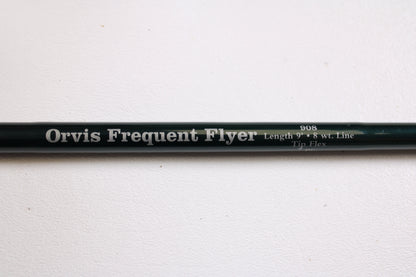 Orvis Frequent Flyer
908
Length 9' • 8 wt. Line
Tip Flex